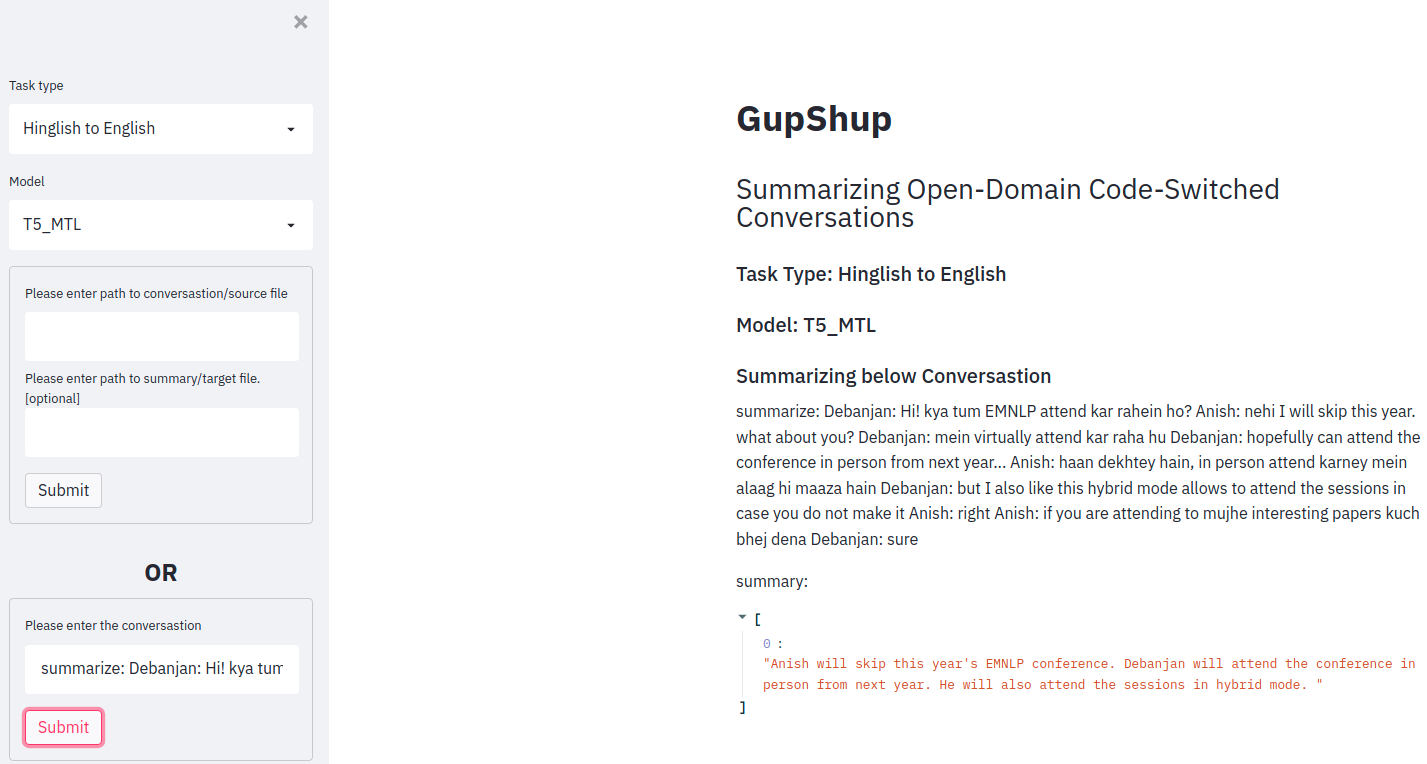 ×
Task type
Hinglish to English
Model
T5_MTL
Please enter path to conversastion/source file
Please enter path to summary/target file.
[optional]
Submit
OR
Please enter the conversastion
summarize: Debanjan: Hi! kya tum
Submit
GupShup
Summarizing Open-Domain Code-Switched
Conversations
Task Type: Hinglish to English
Model: T5_MTL
Summarizing below Conversastion
summarize: Debanjan: Hi! kya tum EMNLP attend kar rahein ho? Anish: nehi I will skip this year.
what about you? Debanjan: mein virtually attend kar raha hu Debanjan: hopefully can attend the
conference in person from next year... Anish: haan dekhtey hain, in person attend karney mein
alaag hi maaza hain Debanjan: but I also like this hybrid mode allows to attend the sessions in
case you do not make it Anish: right Anish: if you are attending to mujhe interesting papers kuch
bhej dena Debanjan: sure
summary:
[
0 :
"Anish will skip this year's EMNLP conference. Debanjan will attend the conference in
person from next year. He will also attend the sessions in hybrid mode. "
]